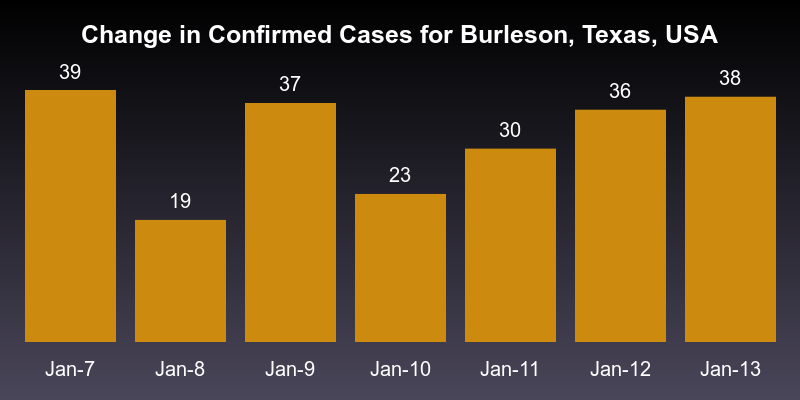 Change in Confirmed Cases for Burleson, Texas, USA
39
19
37
23
30
36
38
Jan-7
Jan-8
Jan-9
Jan-10
Jan-11
Jan-12
Jan-13